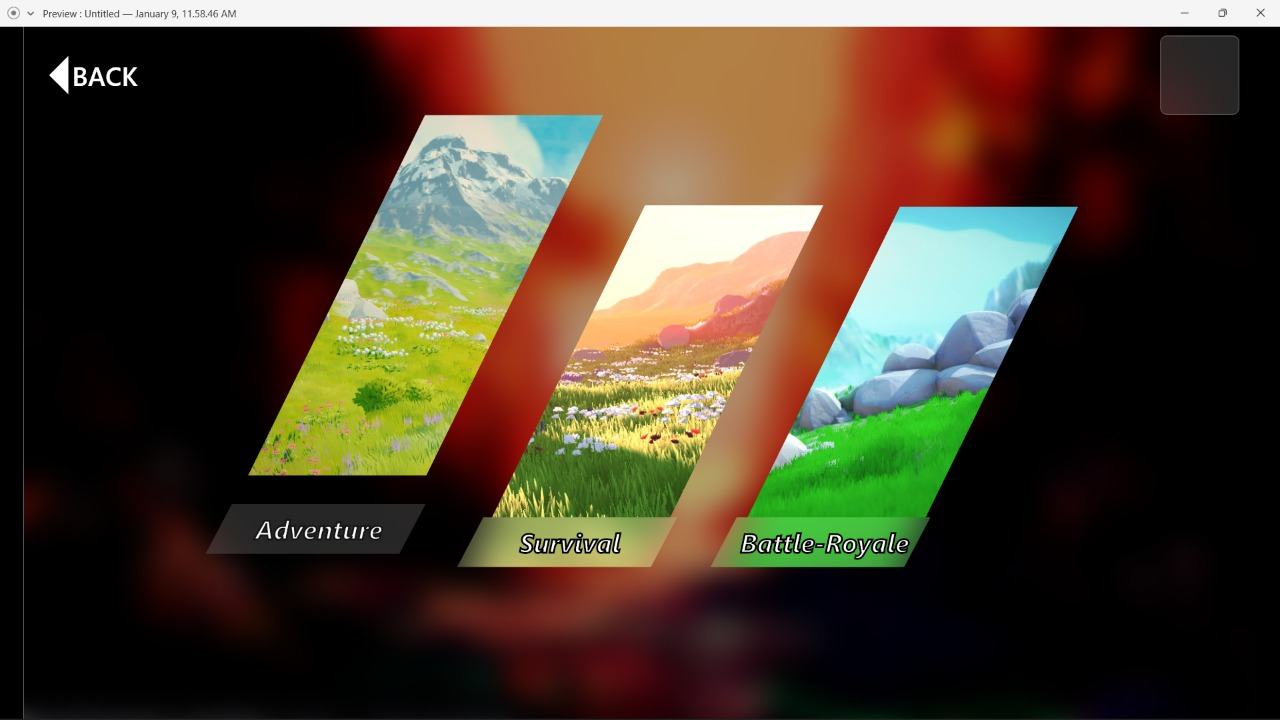 Preview : Untitled — January 9, 11.58.46 AM
BACK
Adventure
Survival
Battle-Royale